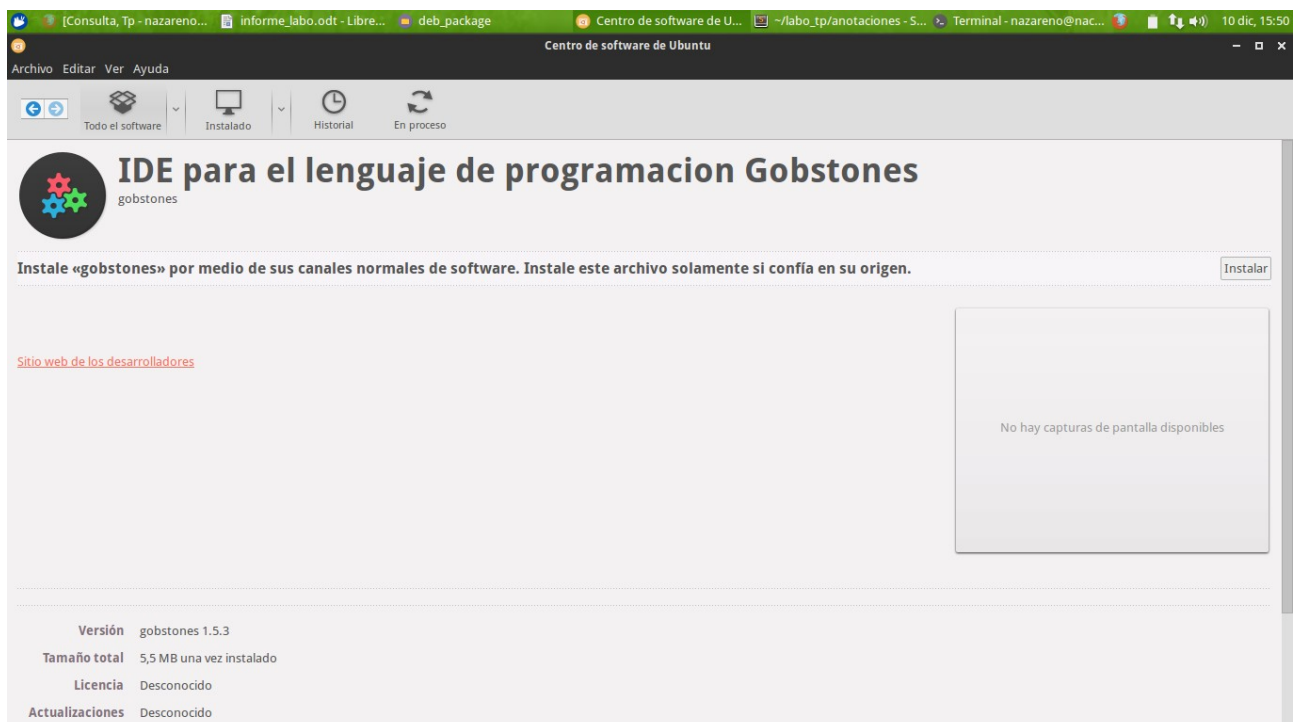 [Consulta, Tp - nazareno... informe_labo.odt - Libre... deb_package Centro de software de U... ~/labo_tp/anotaciones - S... Terminal - nazareno@nac... 10 dic, 15:50
Centro de software de Ubuntu
Archivo Editar Ver Ayuda
Todo el software Instalado Historial En proceso
IDE para el lenguaje de programacion Gobstones
gobstones
Instale «gobstones» por medio de sus canales normales de software. Instale este archivo solamente si confía en su origen. Instalar
Sitio web de los desarrolladores
No hay capturas de pantalla disponibles
Versión gobstones 1.5.3
Tamaño total 5,5 MB una vez instalado
Licencia Desconocido
Actualizaciones Desconocido